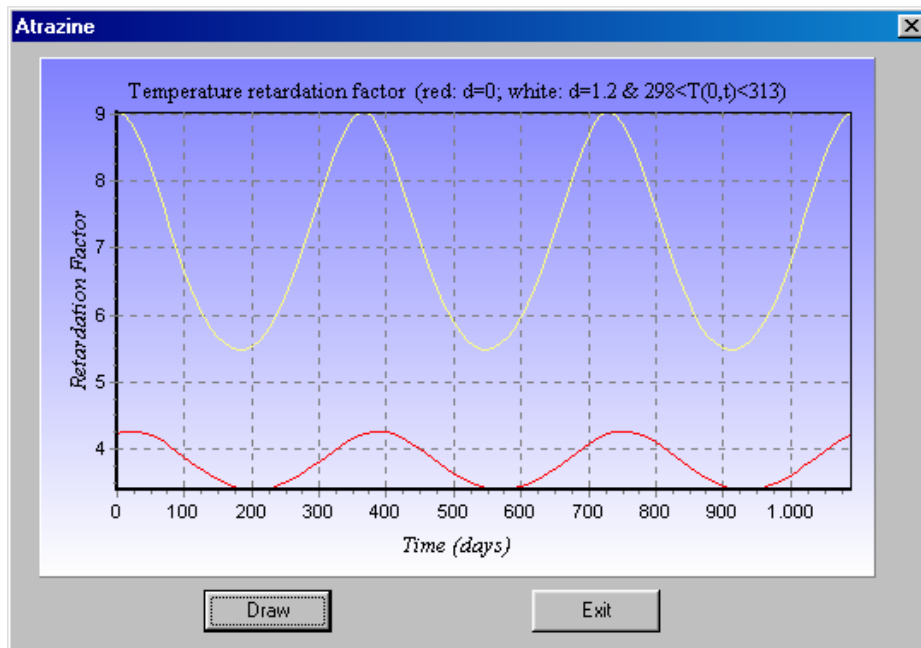 Atrazine
Temperature retardation factor (red: d=0; white: d=1.2 & 298<T(0,t)<313)
9
8
7
6
5
4
Retardation Factor
0 100 200 300 400 500 600 700 800 900 1.000
Time (days)
Draw Exit